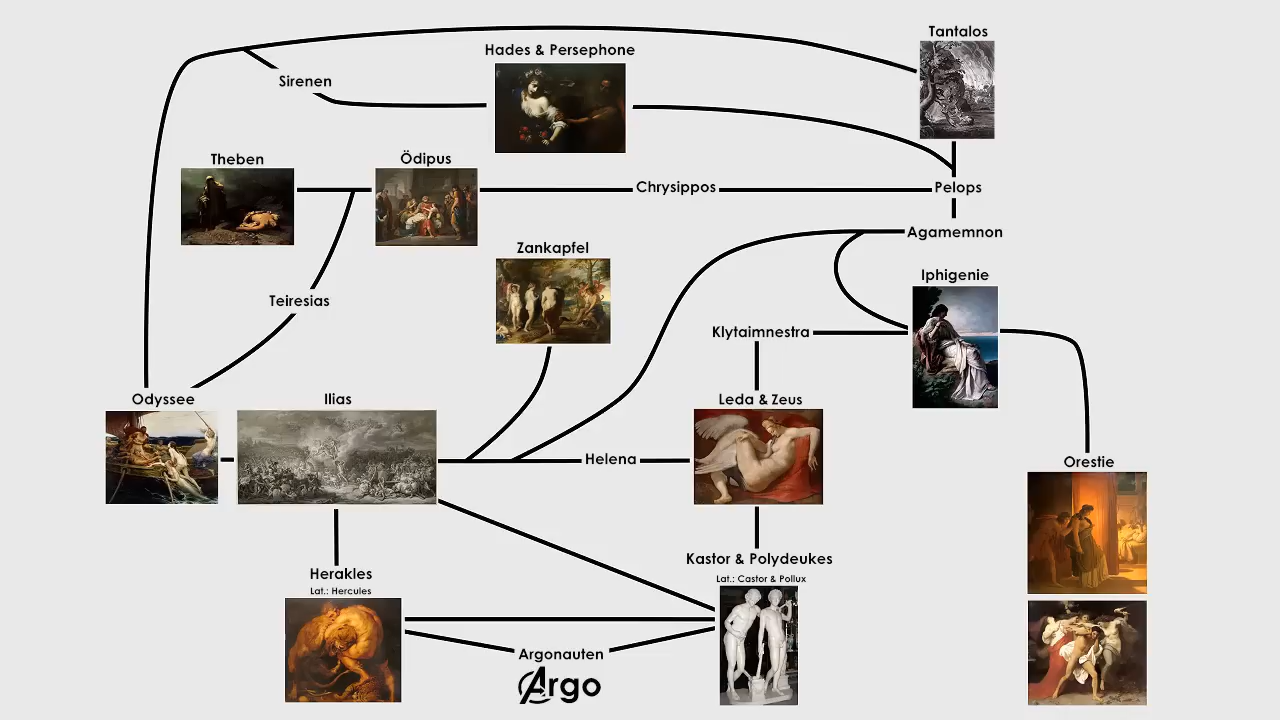 Tantalos
Hades & Persephone
Sirenen
Theben
Ödipus
Chrysippos
Pelops
Agamemnon
Zankapfel
Iphigenie
Teiresias
Klytaimnestra
Odyssee
Ilias
Leda & Zeus
Helena
Orestie
Kastor & Polydeukes
Lat.: Castor & Pollux
Herakles
Lat.: Hercules
Argonauten
Argo